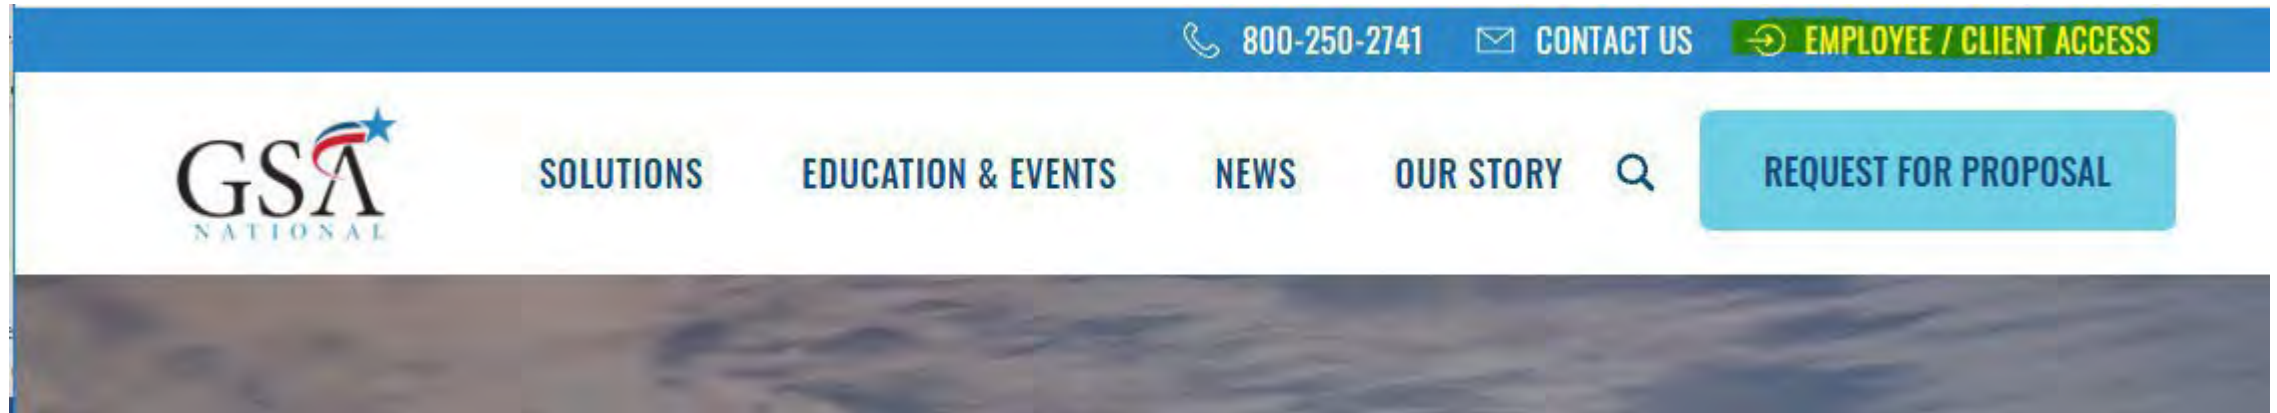 800-250-2741 CONTACT US EMPLOYEE / CLIENT ACCESS
GSA
NATIONAL
SOLUTIONS EDUCATION & EVENTS NEWS OUR STORY REQUEST FOR PROPOSAL